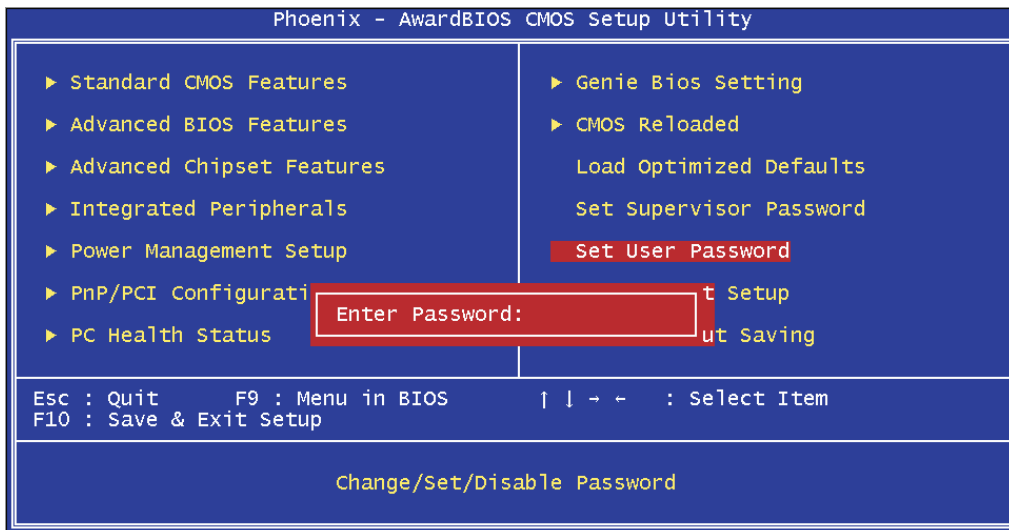 Phoenix - AwardBIOS CMOS Setup Utility
▶ Standard CMOS Features
▶ Advanced BIOS Features
▶ Advanced Chipset Features
▶ Integrated Peripherals
▶ Power Management Setup
▶ PnP/PCI Configurati
▶ PC Health Status
▶ Genie Bios Setting
▶ CMOS Reloaded
Load Optimized Defaults
Set Supervisor Password
Set User Password
t Setup
ut Saving
Enter Password:
Esc : Quit F9 : Menu in BIOS ↑ ↓ → ← : Select Item
F10 : Save & Exit Setup
Change/Set/Disable Password